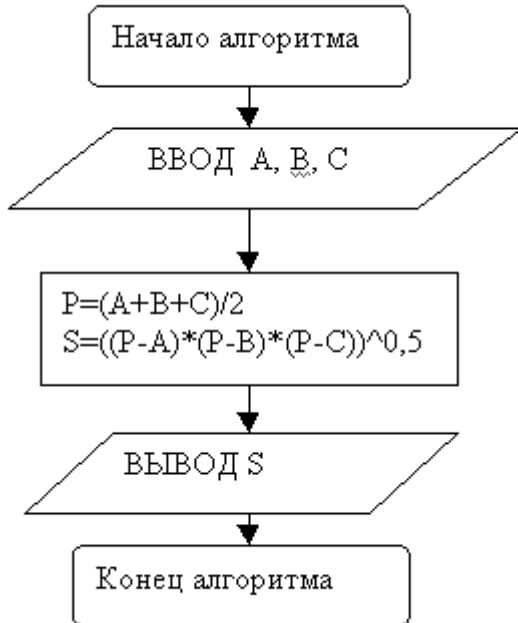 Начало алгоритма
ВВОД А, В, С
P=(A+B+C)/2
S=((P-A)*(P-B)*(P-C))^0,5
ВЫВОД S
Конец алгоритма